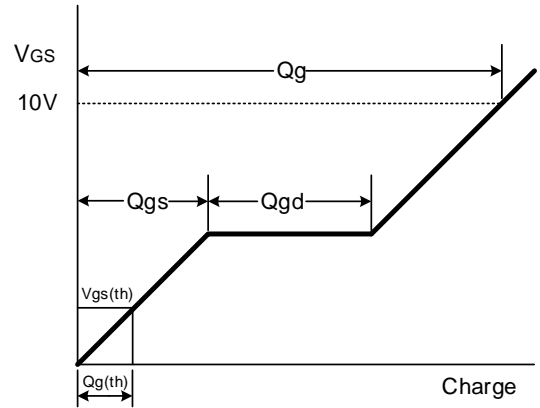 VGS
Qg
10V
Qgs
Qgd
Vgs(th)
Qg(th)
Charge